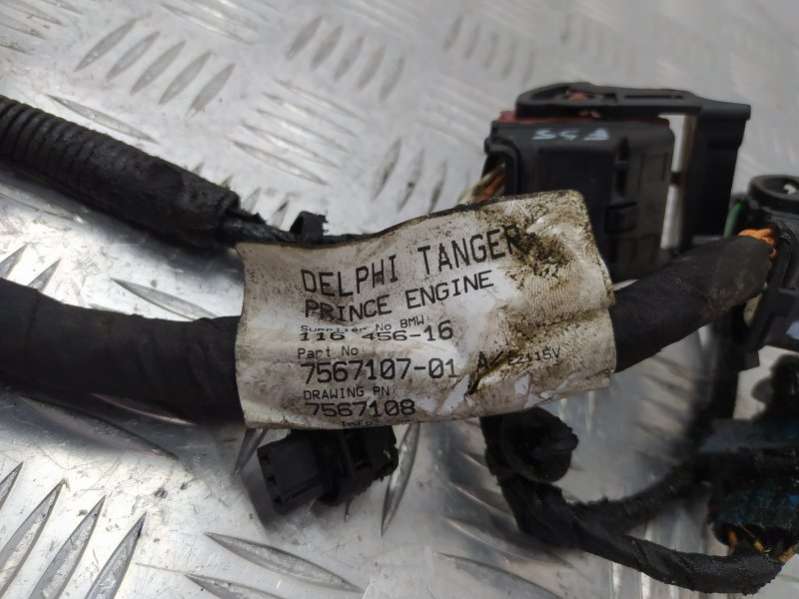 DELPHI TANGER
PRINCE ENGINE
Supplier No BMW:
116 456-16
Part No
7567107-01
DRAWING PN:
7567108